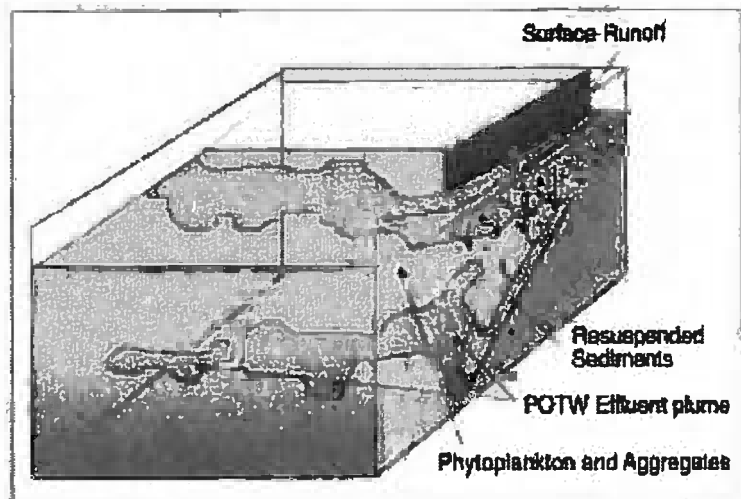 Surface Runoff
Resuspended
Sediments
POTW Effluent plume
Phytoplankton and Aggregates